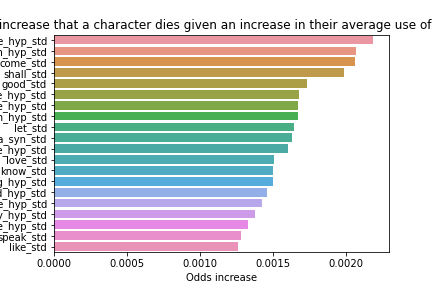 increase that a character dies given an increase in their average use of
e_hyp_std
n_hyp_std
come_std
shall_std
good_std
e_hyp_std
e_hyp_std
n_hyp_std
let_std
a_syn_std
e_hyp_std
love_std
know_std
g_hyp_std
d_hyp_std
e_hyp_std
y_hyp_std
e_hyp_std
speak_std
like_std
0.0000 0.0005 0.0010 0.0015 0.0020
Odds increase